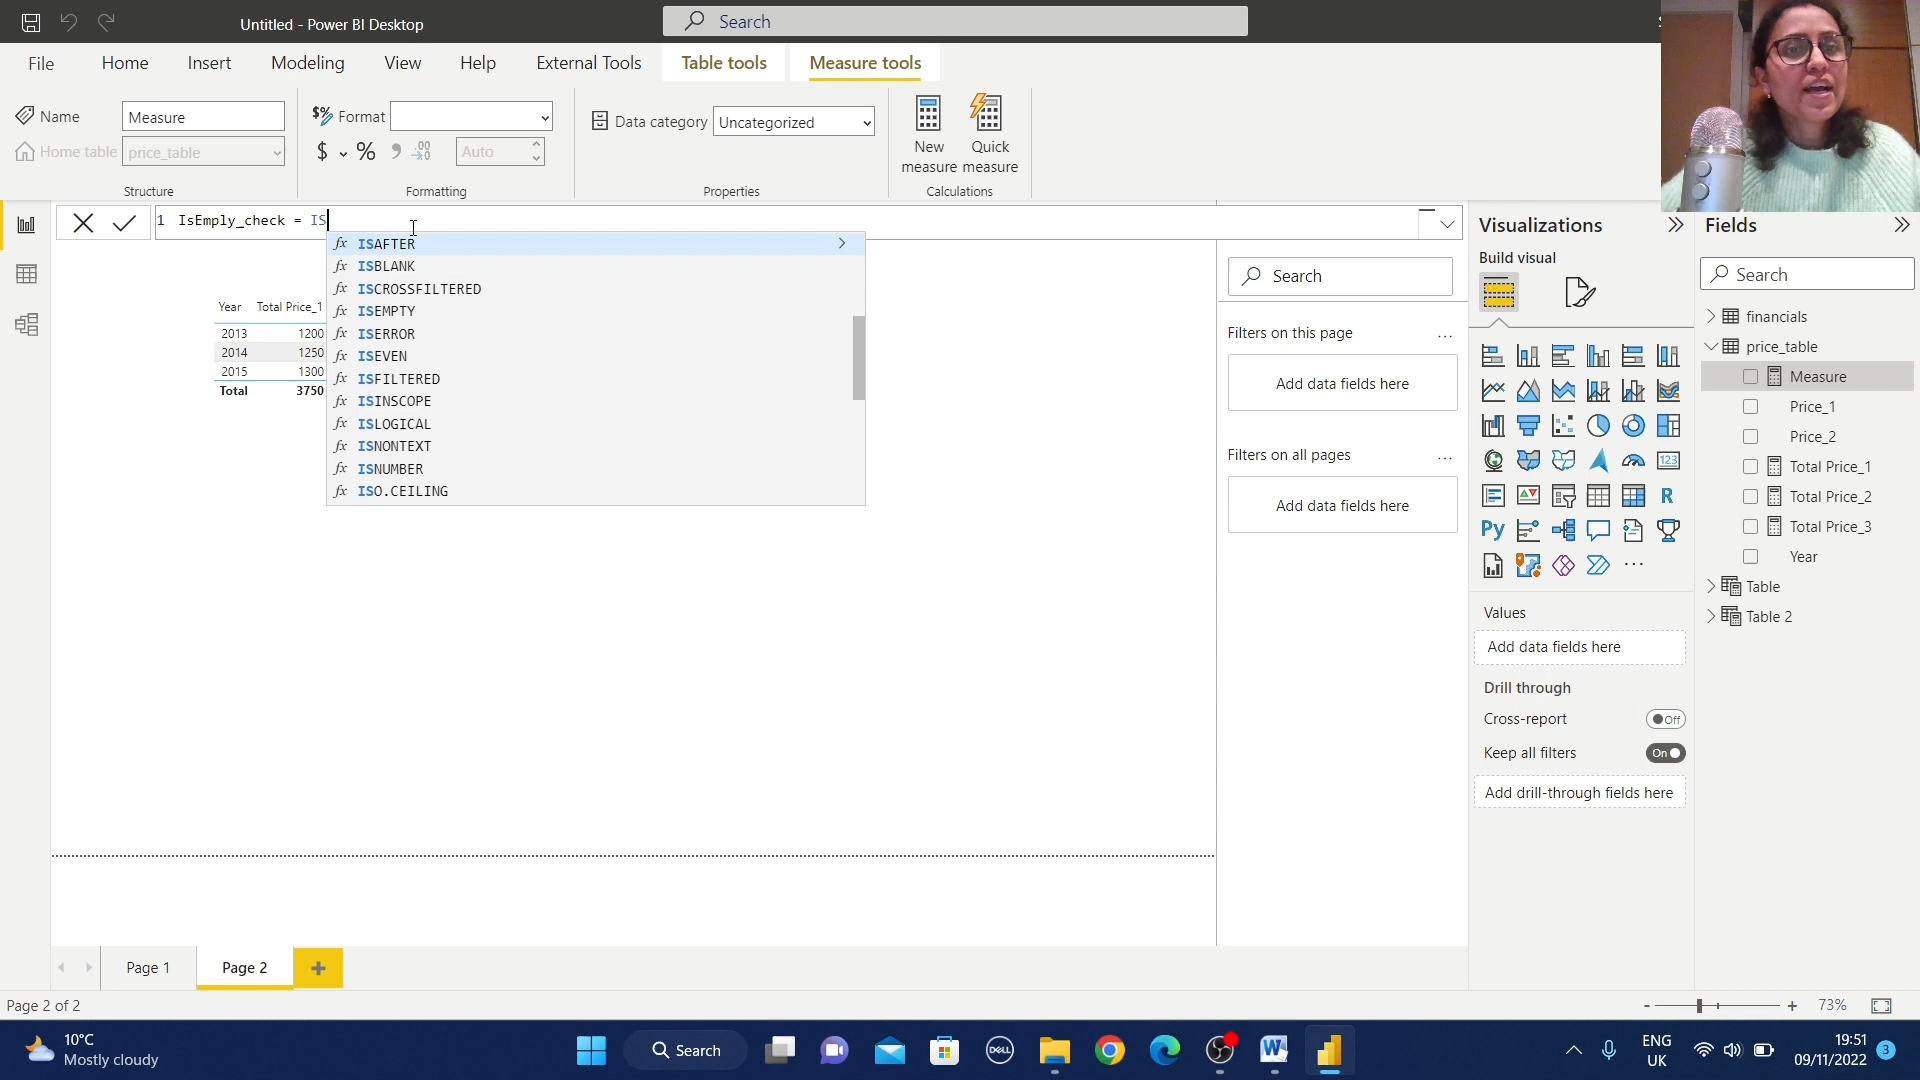 Untitled - Power BI Desktop
Search
File
Home
Insert
Modeling
View
Help
External Tools
Table tools
Measure tools
Name
Measure
Home table
price_table
Structure
$% Format
$ %
Auto
Formatting
Data category
Uncategorized
Properties
New measure
Quick measure
Calculations
1 IsEmply_check = IS
ISAFTER
ISBLANK
ISCROSSFILTERED
ISEMPTY
ISERROR
ISEVEN
ISFILTERED
ISINSCOPE
ISLOGICAL
ISNONTEXT
ISNUMBER
ISO.CEILING
Year Total Price_1
2013 1200
2014 1250
2015 1300
Total 3750
Search
Filters on this page
...
Add data fields here
Filters on all pages
...
Add data fields here
Visualizations
Build visual
123
R
Py
...
Values
Add data fields here
Drill through
Cross-report
Off
Keep all filters
On
Add drill-through fields here
Fields
Search
financials
price_table
Measure
Price_1
Price_2
Total Price_1
Total Price_2
Total Price_3
Year
Table
Table 2
Page 1
Page 2
+
Page 2 of 2
- + 73%
10°C
Mostly cloudy
Search
DELL
W
ENG
UK
19:51
09/11/2022
3